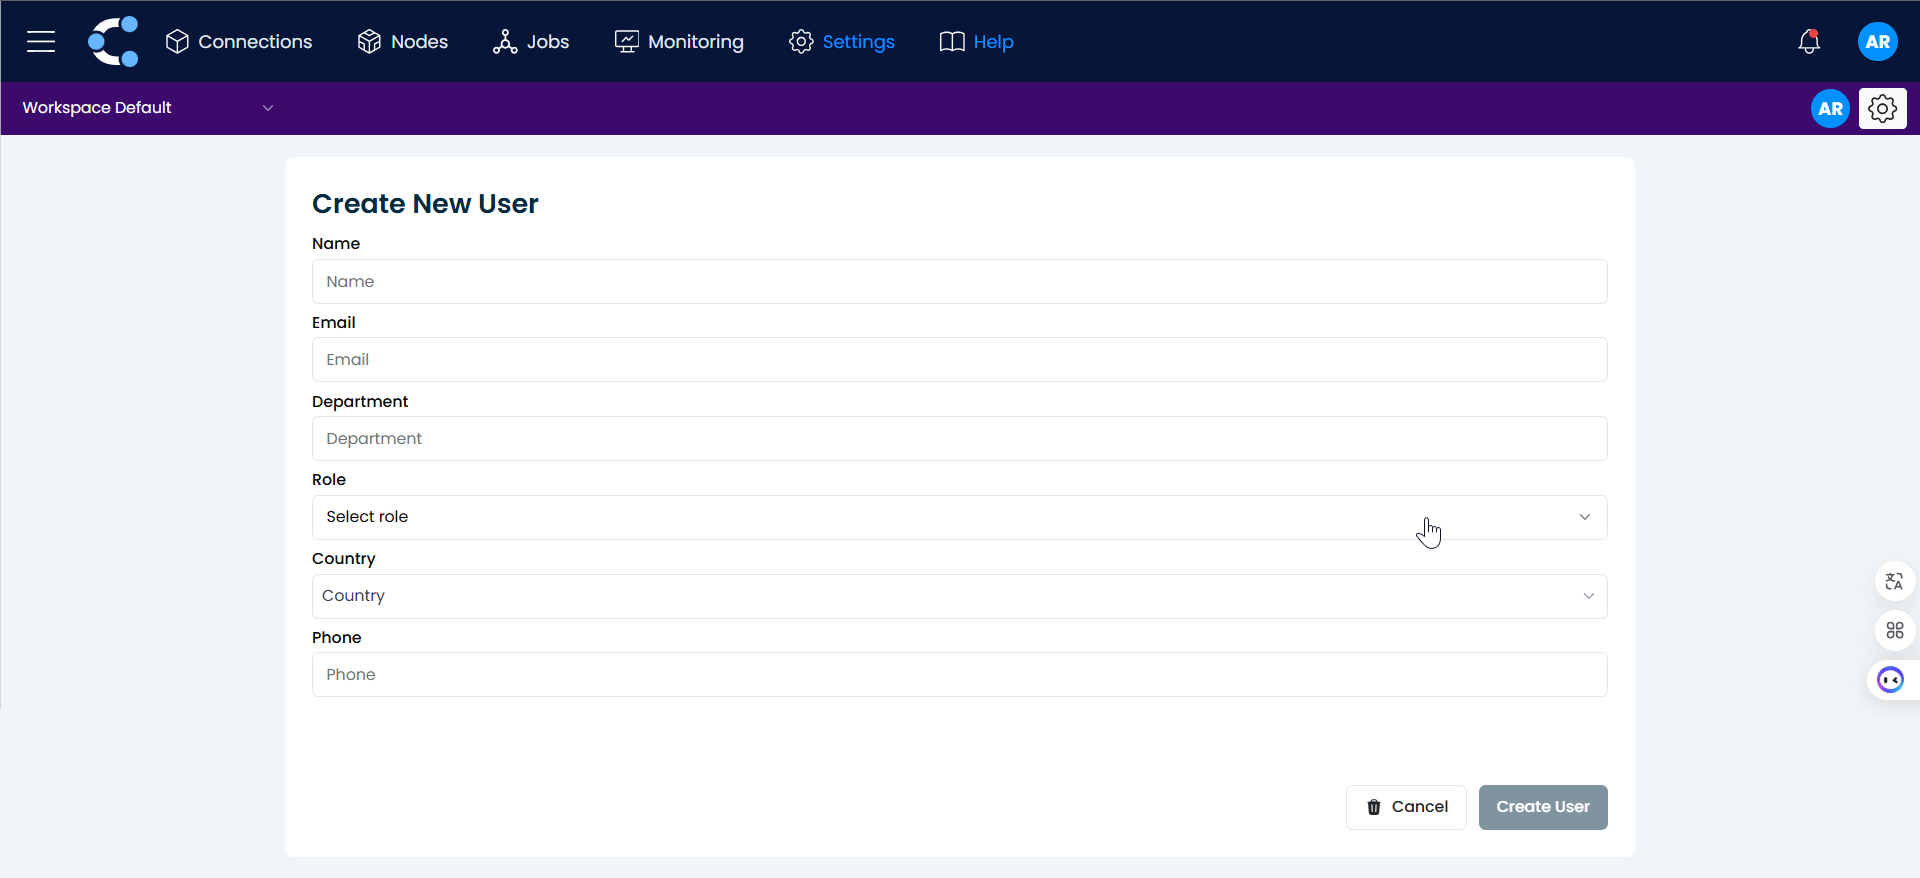 Connections Nodes Jobs Monitoring Settings Help AR
Workspace Default AR
Create New User
Name
Name
Email
Email
Department
Department
Role
Select role
Country
Country
Phone
Phone
Cancel Create User